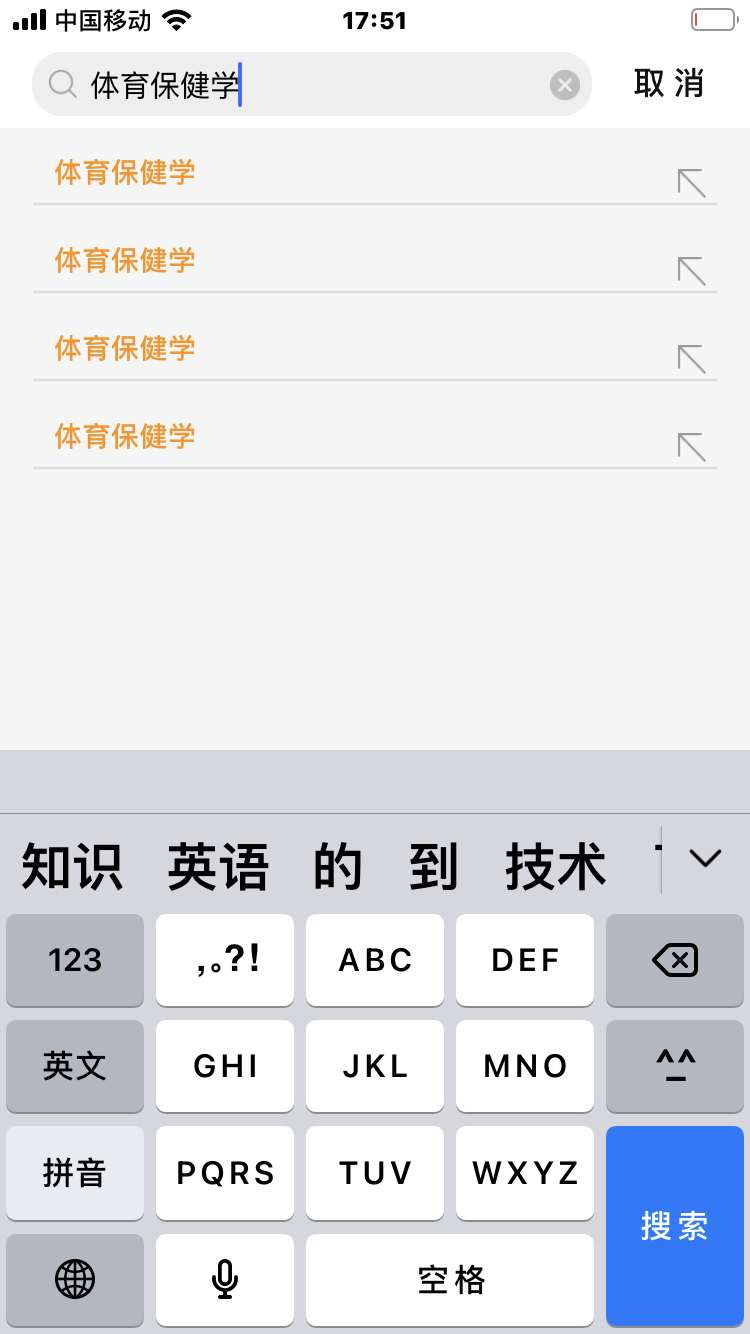 中国移动 17:51
体育保健学 取消
体育保健学
体育保健学
体育保健学
体育保健学
知识 英语 的 到 技术
123 ,。?! ABC DEF
英文 GHI JKL MNO ^^
拼音 PQRS TUV WXYZ
搜索
空格